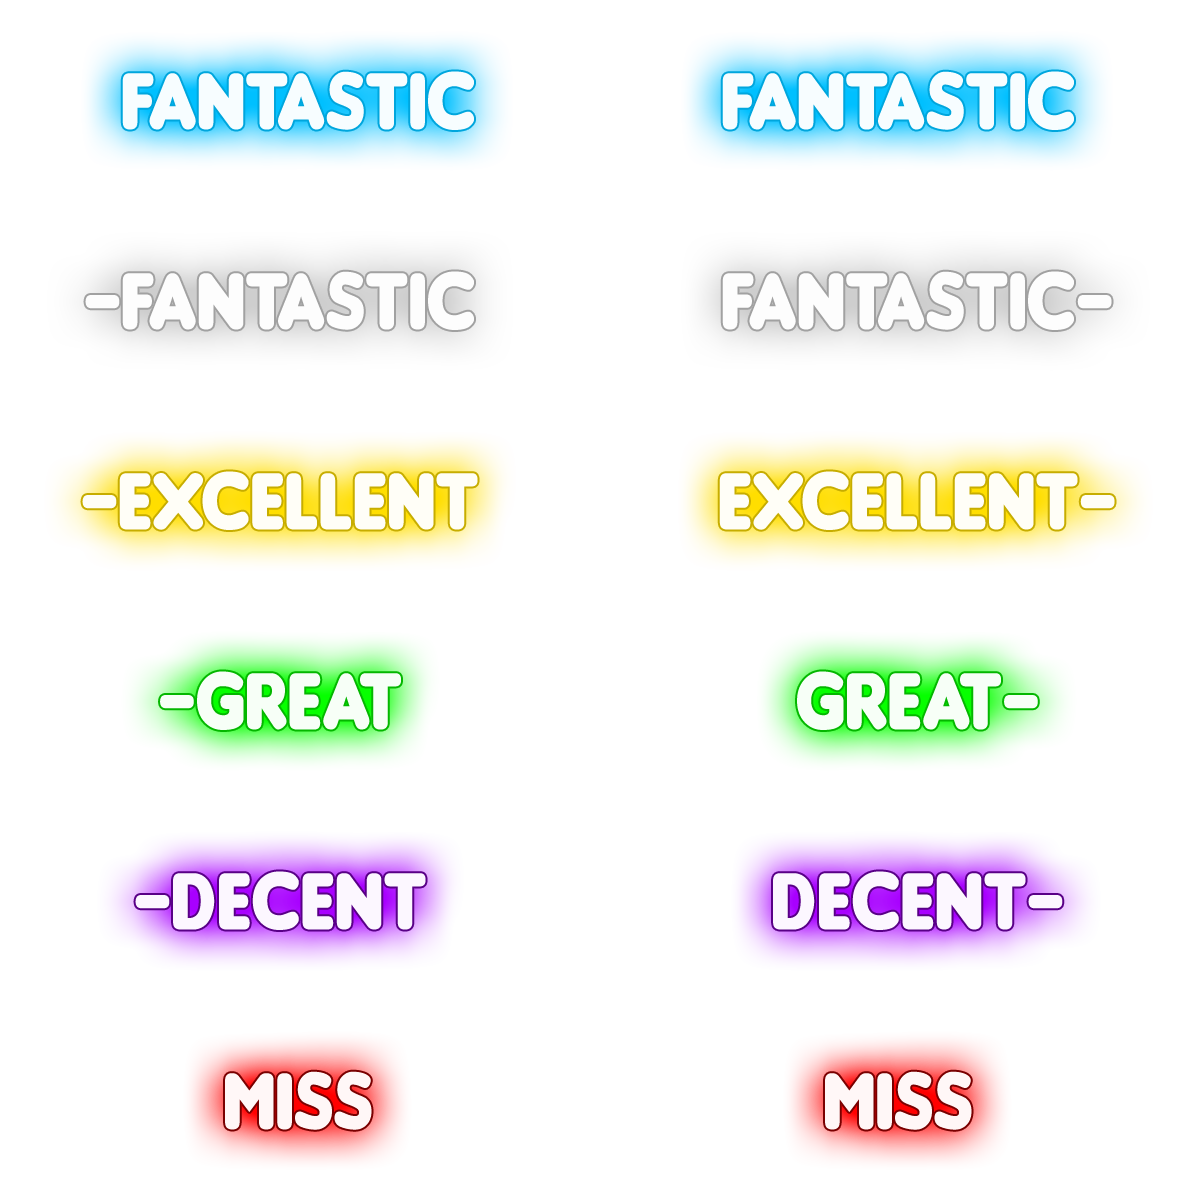 FANTASTIC FANTASTIC
-FANTASTIC FANTASTIC-
-EXCELLENT EXCELLENT-
-GREAT GREAT-
-DECENT DECENT-
MISS MISS